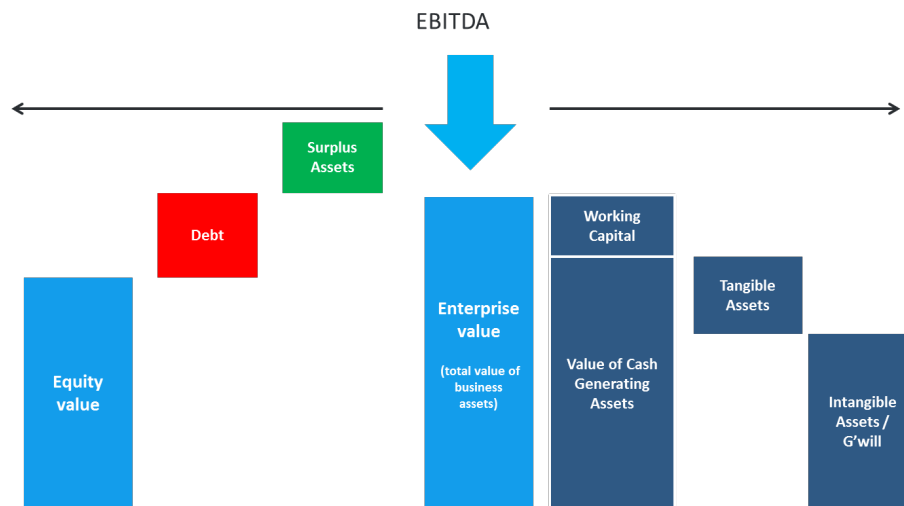 EBITDA
Surplus
Assets
Debt
Equity
value
Enterprise
value
(total value of
business
assets)
Working
Capital
Value of Cash
Generating
Assets
Tangible
Assets
Intangible
Assets /
G'will